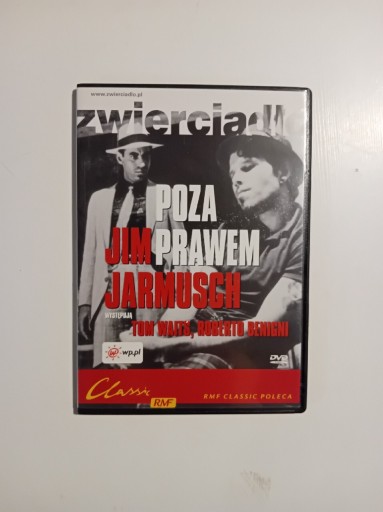 www.zwierciadlo.pl
zwierciadł
POZA
JIM PRAWEM
JARMUSCH
WYSTĘPUJĄ
TOM WAITS, ROBERTO BENIGNI
wp.pl
DVD
Classic
RMF
RMF CLASSIC POLECA